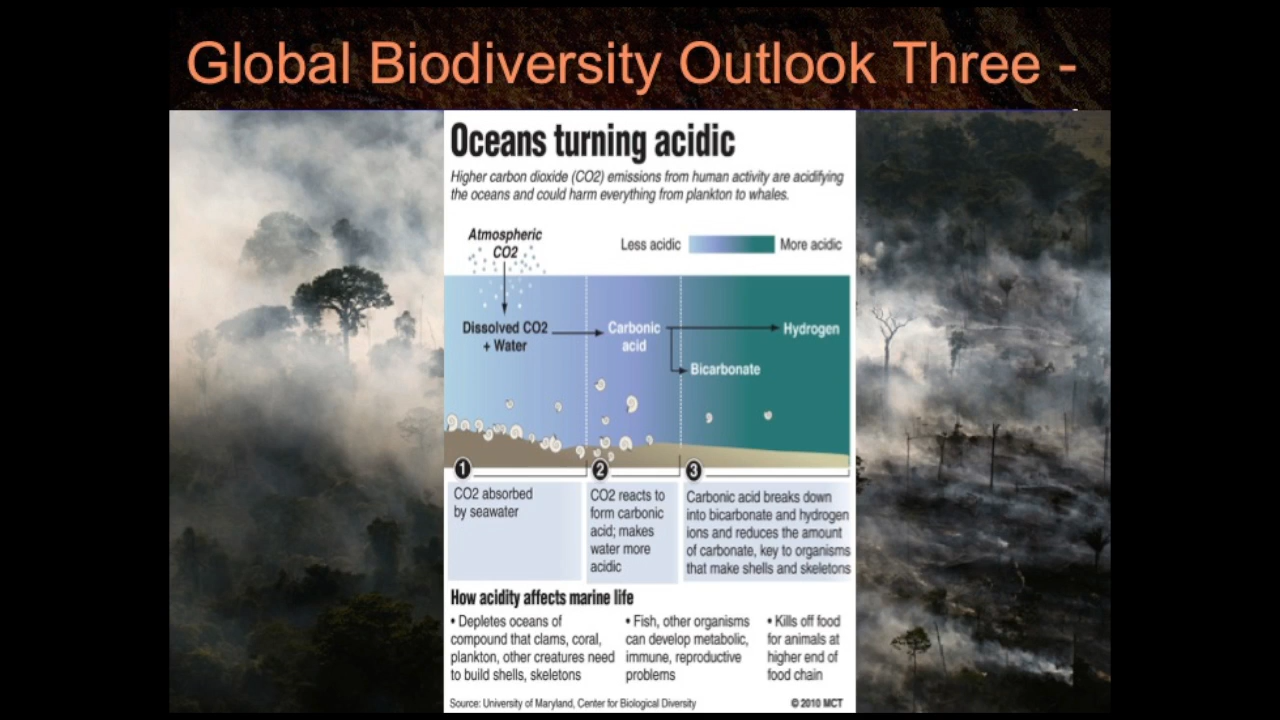 Global Biodiversity Outlook Three -
Oceans turning acidic
Higher carbon dioxide (CO2) emissions from human activity are acidifying
the oceans and could harm everything from plankton to whales.
Atmospheric
CO2
Less acidic
More acidic
Dissolved CO2
+ Water
Carbonic
acid
Hydrogen
Bicarbonate
1
CO2 absorbed
by seawater
2
CO2 reacts to
form carbonic
acid; makes
water more
acidic
3
Carbonic acid breaks down
into bicarbonate and hydrogen
ions and reduces the amount
of carbonate, key to organisms
that make shells and skeletons
How acidity affects marine life
• Depletes oceans of
compound that clams, coral,
plankton, other creatures need
to build shells, skeletons
• Fish, other organisms
can develop metabolic,
immune, reproductive
problems
• Kills off food
for animals at
higher end of
food chain
Source: University of Maryland, Center for Biological Diversity
© 2010 MCT